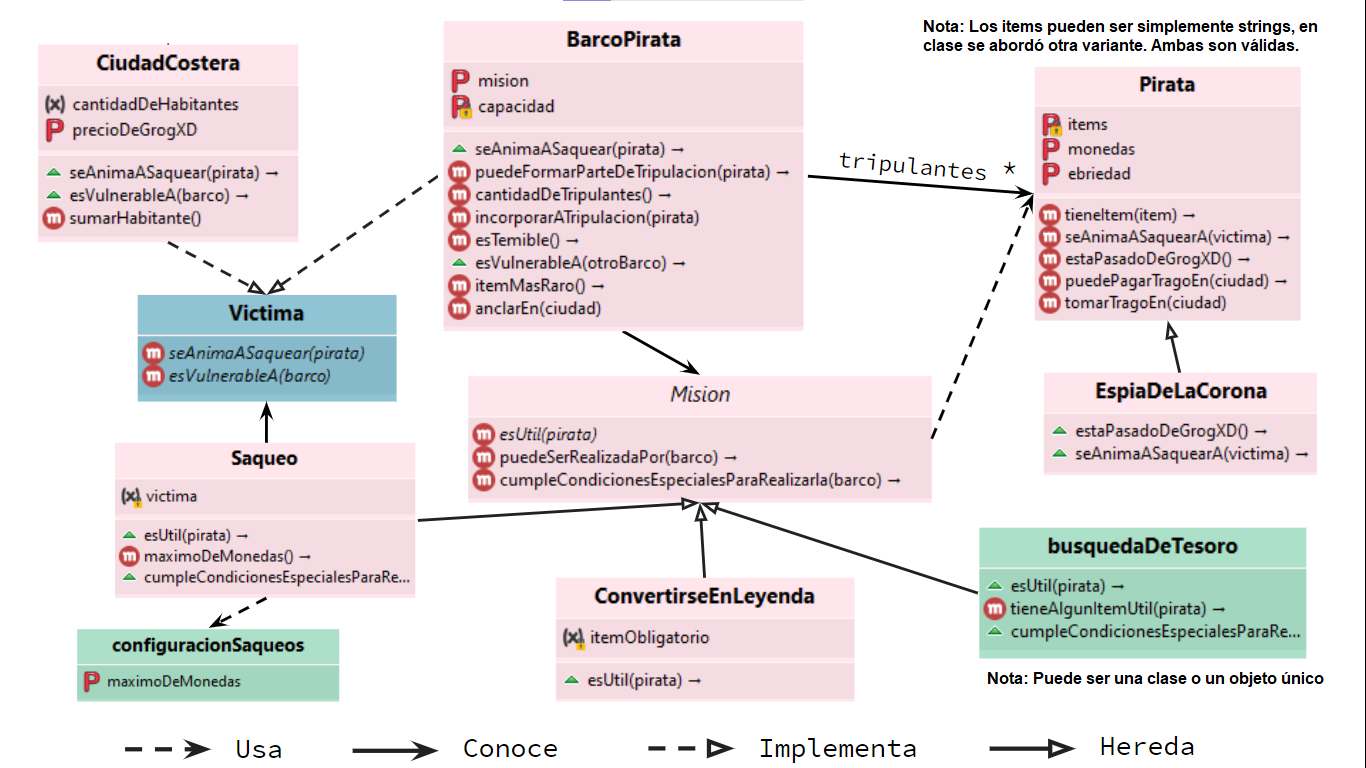 Nota: Los items pueden ser simplemente strings, en
clase se abordó otra variante. Ambas son válidas.
CiudadCostera
(x) cantidadDeHabitantes
P precioDeGrogXD
seAnimaASaquear(pirata) →
esVulnerableA(barco) →
m sumarHabitante()
BarcoPirata
P mision
P capacidad
seAnimaASaquear(pirata) →
m puedeFormarParteDeTripulacion(pirata) →
m cantidadDeTripulantes() →
m incorporarATripulacion(pirata)
m esTemible() →
esVulnerableA(otroBarco) →
m itemMasRaro() →
m anclarEn(ciudad)
tripulantes *
Pirata
P items
P monedas
P ebriedad
m tieneItem(item) →
m seAnimaASaquearA(victima) →
m estaPasadoDeGrogXD() →
m puedePagarTragoEn(ciudad) →
m tomarTragoEn(ciudad)
Victima
m seAnimaASaquear(pirata)
m esVulnerableA(barco)
Mision
m esUtil(pirata)
m puedeSerRealizadaPor(barco) →
m cumpleCondicionesEspecialesParaRealizarla(barco) →
EspiaDeLaCorona
estaPasadoDeGrogXD() →
seAnimaASaquearA(victima) →
Saqueo
(x) victima
esUtil(pirata) →
m maximoDeMonedas() →
cumpleCondicionesEspecialesParaRe...
configuracionSaqueos
P maximoDeMonedas
ConvertirseEnLeyenda
(x) itemObligatorio
esUtil(pirata) →
busquedaDeTesoro
esUtil(pirata) →
m tieneAlgunItemUtil(pirata) →
cumpleCondicionesEspecialesParaRe...
Nota: Puede ser una clase o un objeto único
Usa
Conoce
Implementa
Hereda